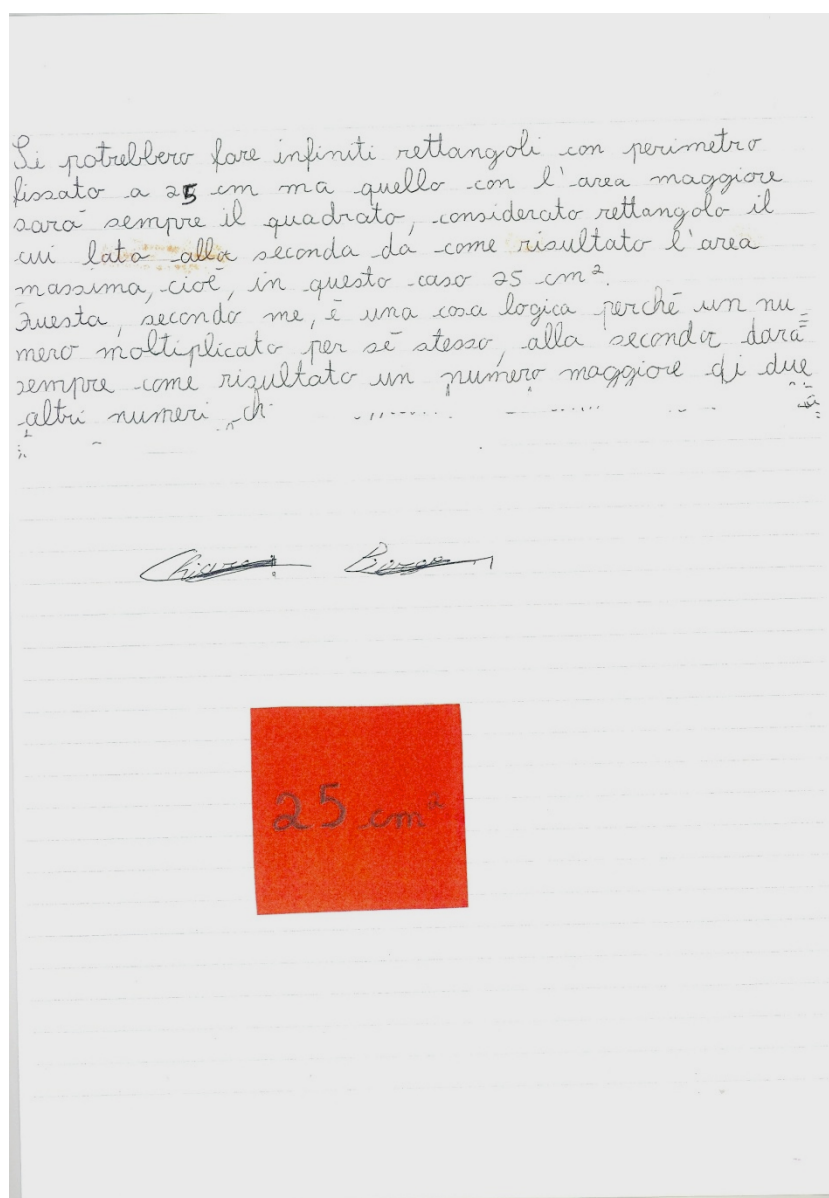 Si potrebbero fare infiniti rettangoli con perimetro
fissato a 25 cm ma quello con l'area maggiore
sarà sempre il quadrato, considerato rettangolo il
cui lato alla seconda dà come risultato l'area
massima, cioè, in questo caso 25 cm².
Questa, secondo me, è una cosa logica perché un nu=
mero moltiplicato per sé stesso, alla seconda darà
sempre come risultato un numero maggiore di due
altri numeri
25 cm²